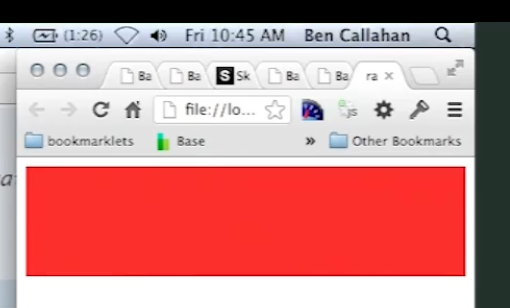 (1:26) Fri 10:45 AM Ben Callahan
Ba Ba S Sk Ba Ba ra ×
file://lo... js
bookmarklets Base » Other Bookmarks